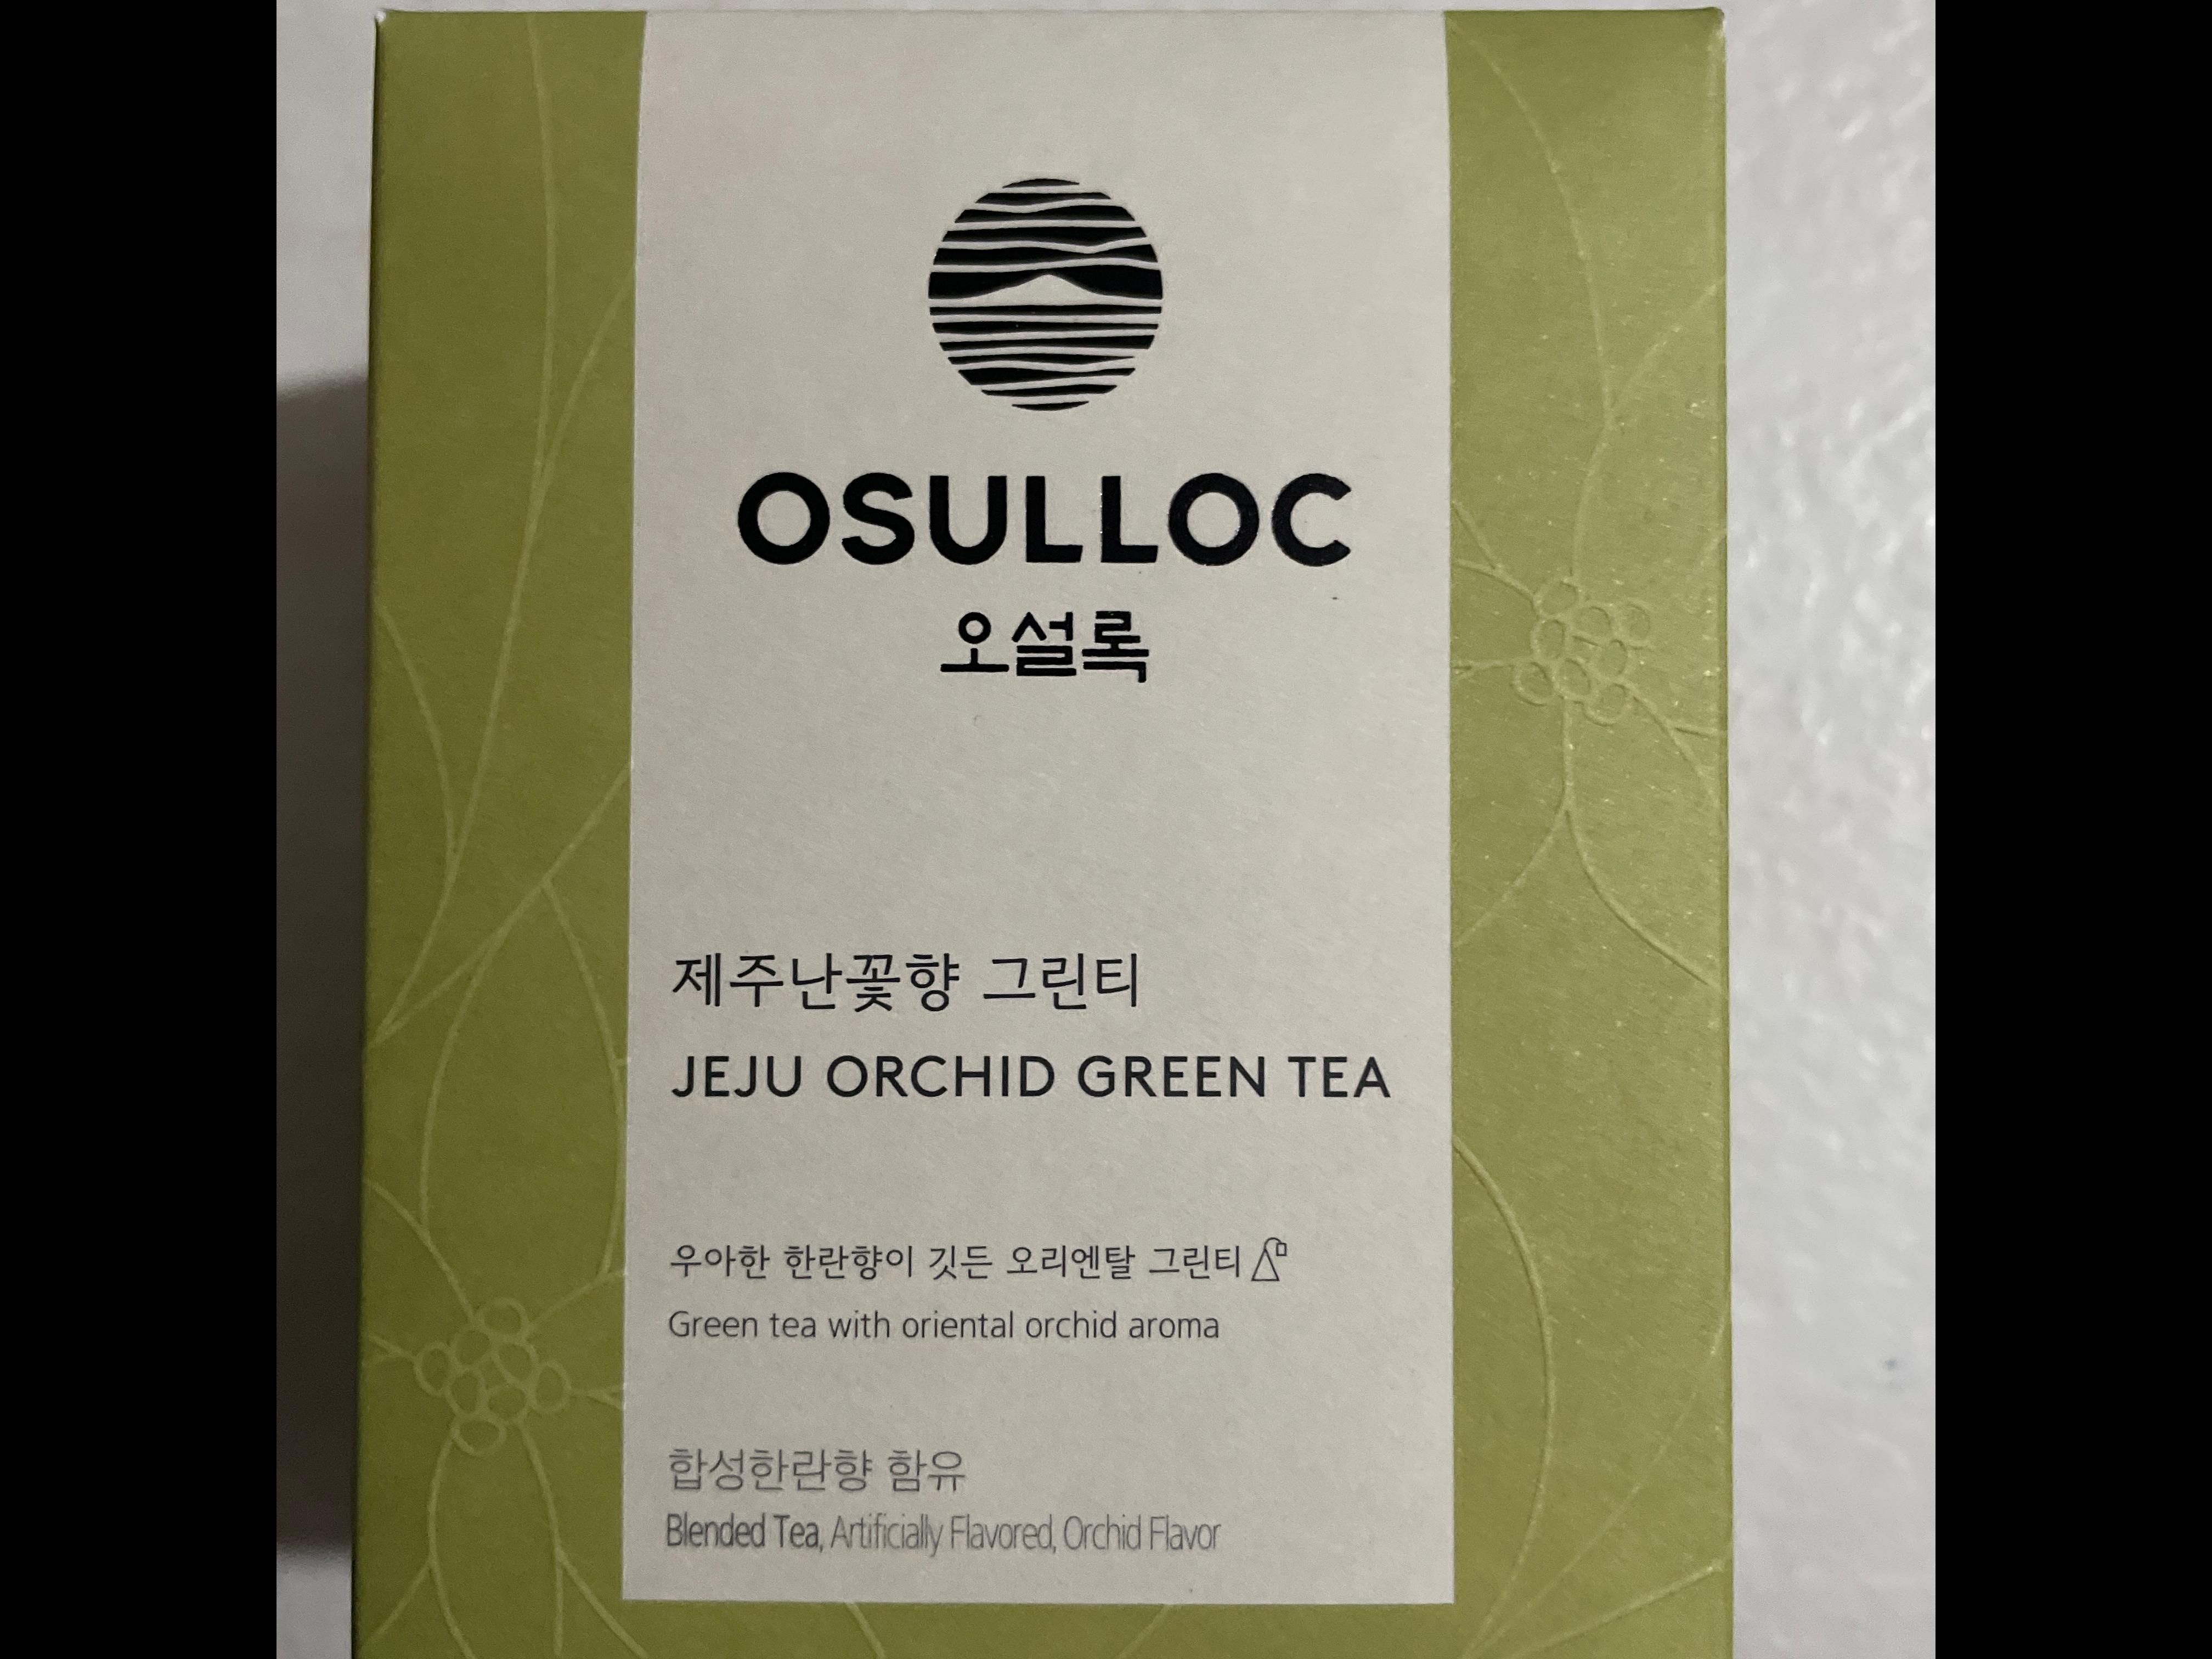 OSULLOC
오설록
제주난꽃향 그린티
JEJU ORCHID GREEN TEA
우아한 한란향이 깃든 오리엔탈 그린티
Green tea with oriental orchid aroma
합성한란향 함유
Blended Tea, Artificially Flavored, Orchid Flavor